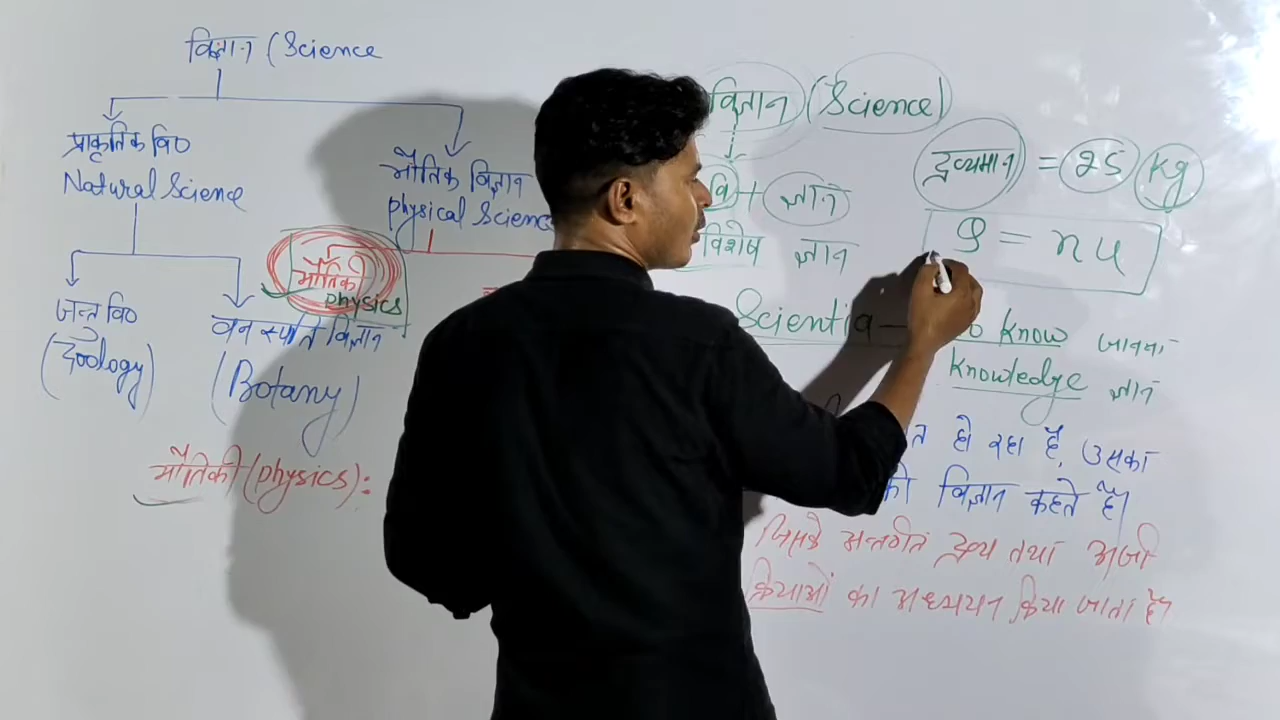 विज्ञान (Science
प्राकृतिक वि०
Natural Science
भौतिक विज्ञान
physical Science
भौतिकी
physics
जन्तु वि०
(Zoology)
वनस्पति विज्ञान
(Botany)
भौतिकी (physics):
विज्ञान (Science)
वि + ज्ञान
विशेष ज्ञान
द्रव्यमान = 25 kg
= nu
Scientia — to know जानना
knowledge ज्ञान
हो रहा है, उसका
को विज्ञान कहते हैं।
जिसके अन्तर्गत द्रव्य तथा ऊर्जा
क्रियाओं का अध्ययन किया जाता है।